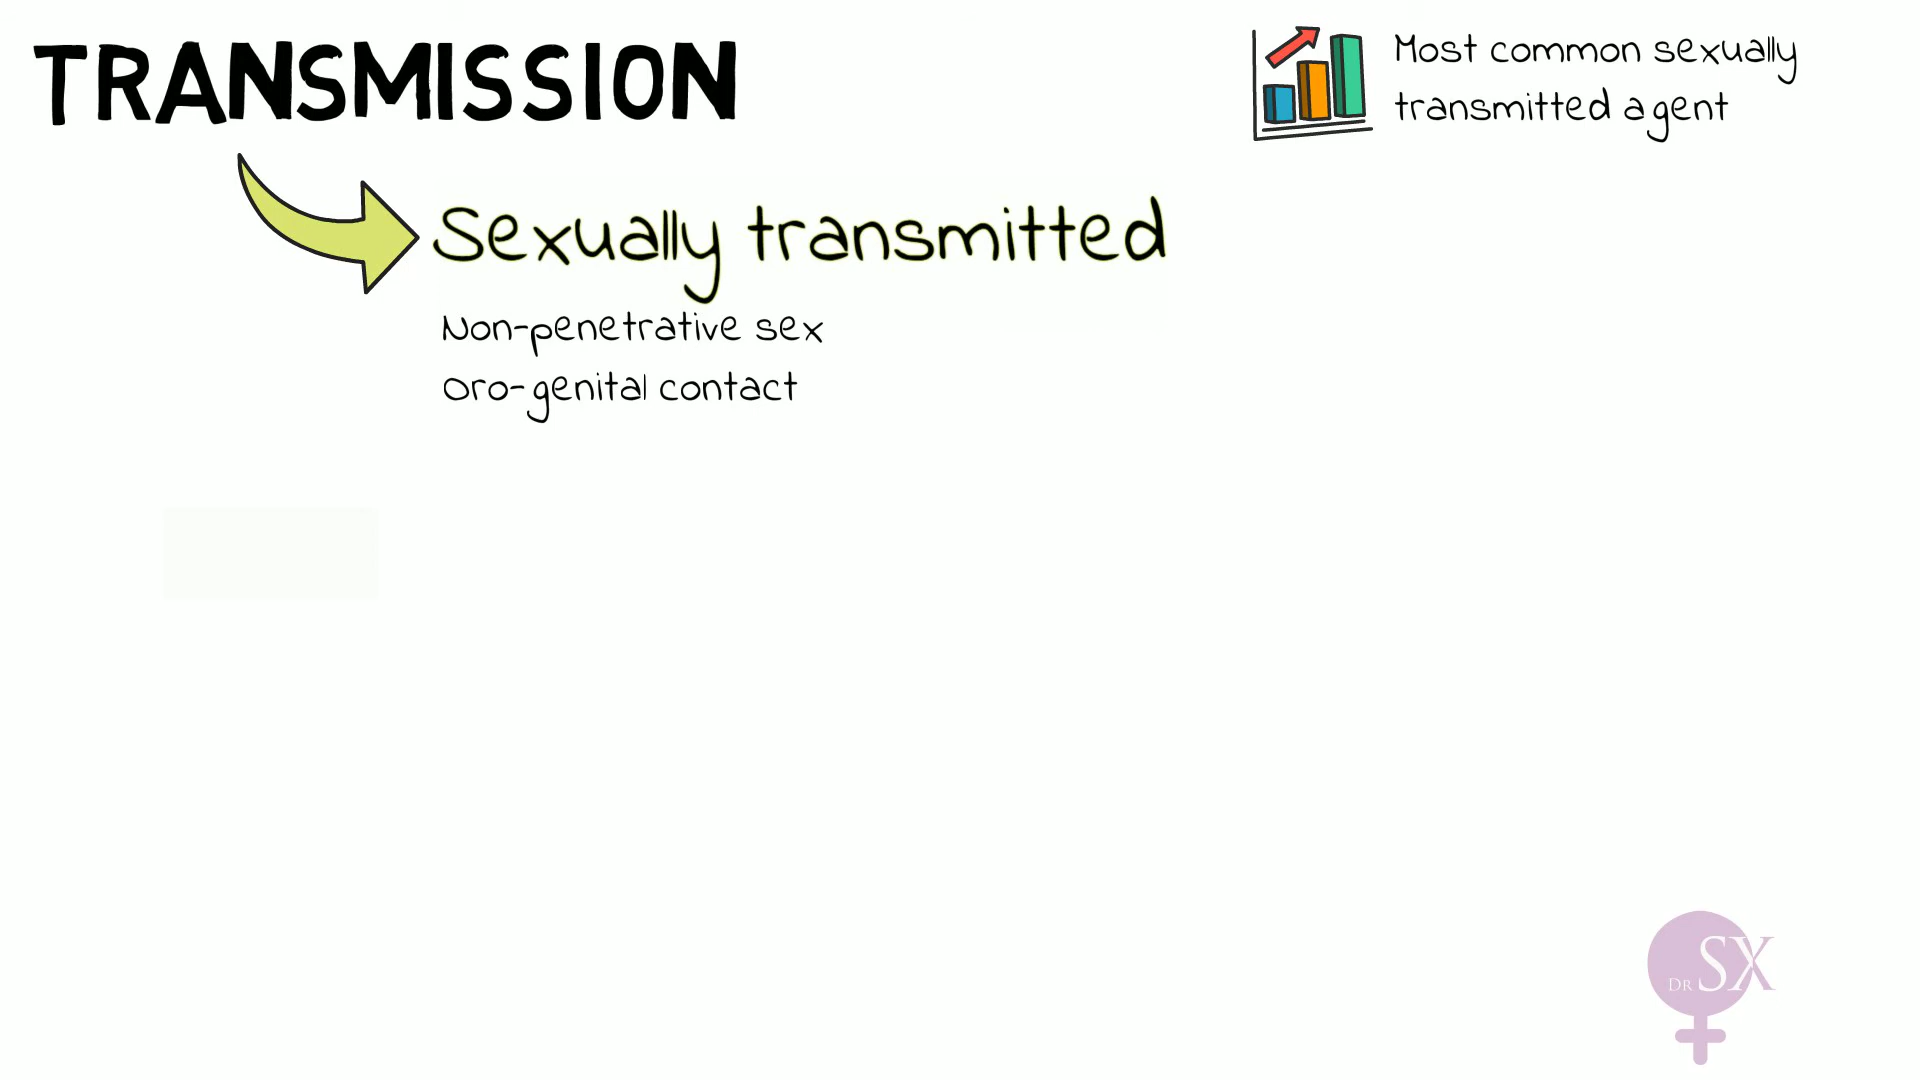 TRANSMISSION
Most common sexually
transmitted agent
Sexually transmitted
Non-penetrative sex
Oro-genital contact
DR SX